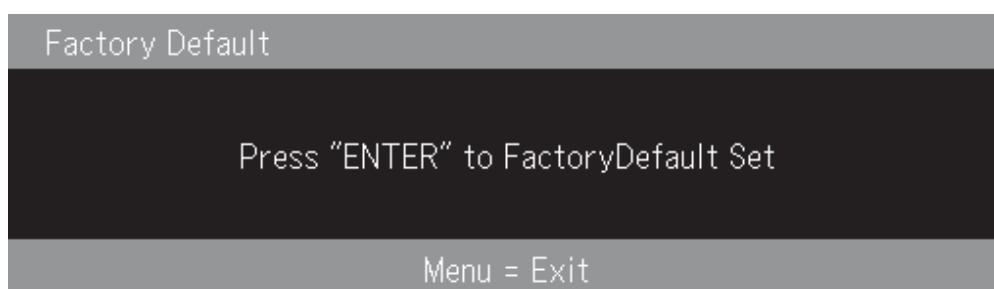 Factory Default
Press "ENTER" to FactoryDefault Set
Menu = Exit